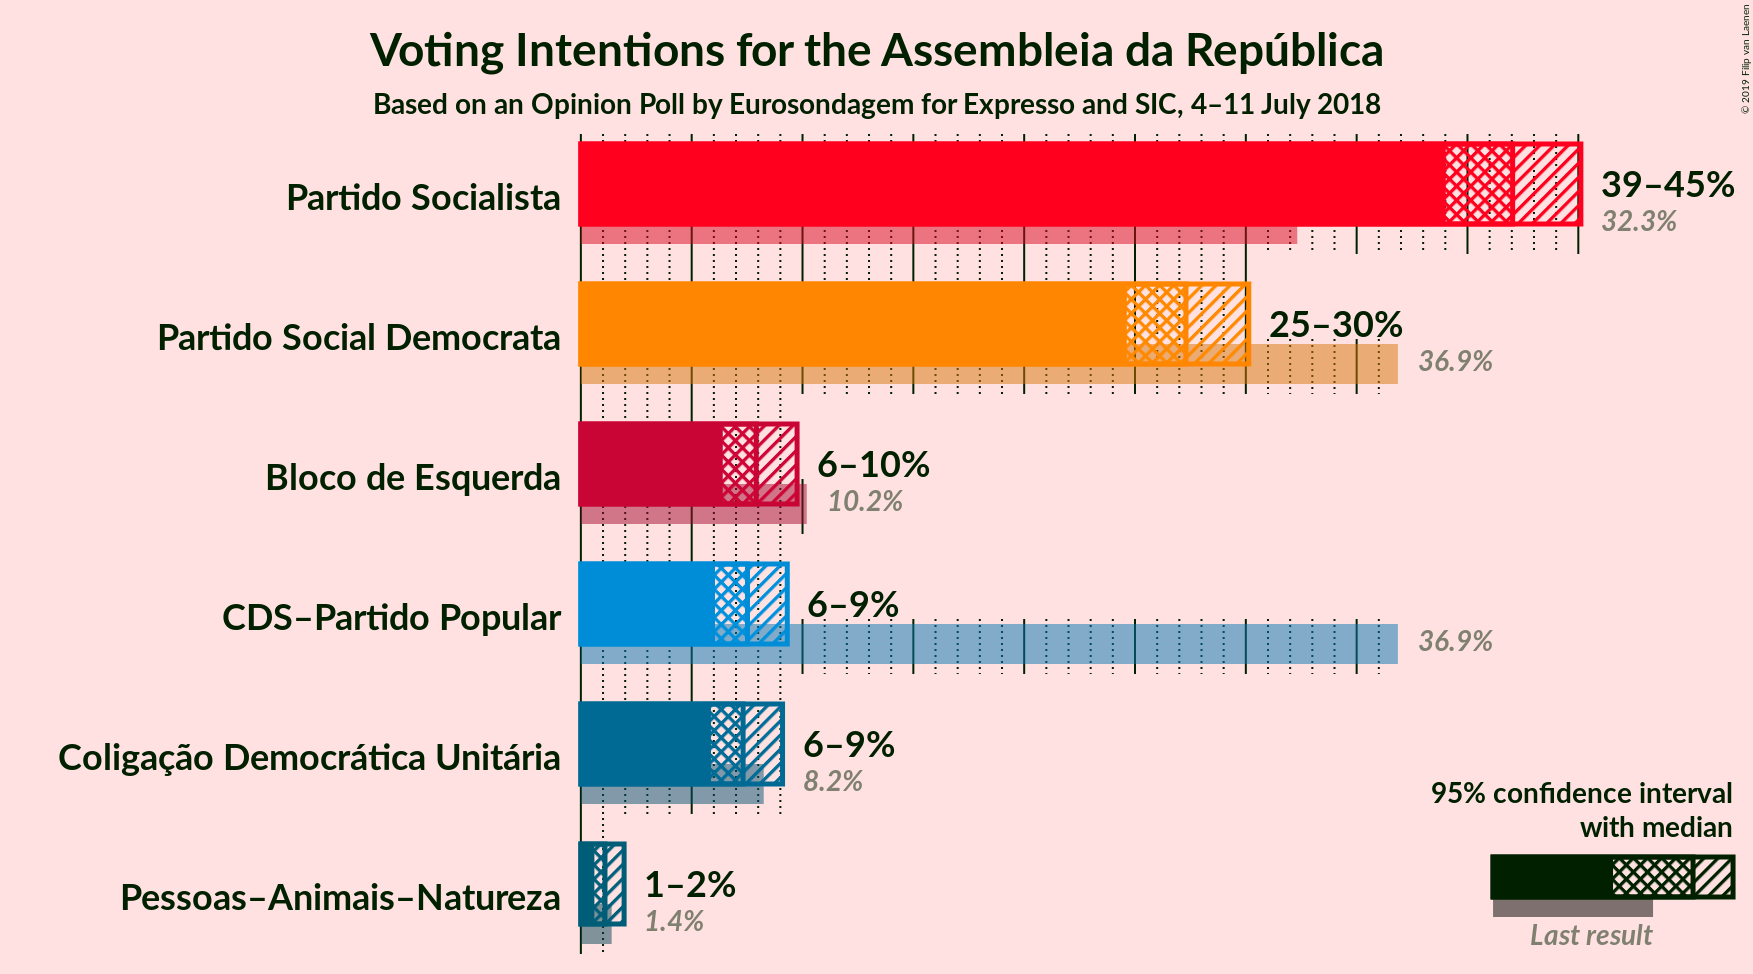 Voting Intentions for the Assembleia da República
Based on an Opinion Poll by Eurosondagem for Expresso and SIC, 4–11 July 2018
© 2019 Filip van Laenen
Partido Socialista
39–45%
32.3%
Partido Social Democrata
25–30%
36.9%
Bloco de Esquerda
6–10%
10.2%
CDS–Partido Popular
6–9%
36.9%
Coligação Democrática Unitária
6–9%
8.2%
Pessoas–Animais–Natureza
1–2%
1.4%
95% confidence interval
with median
Last result